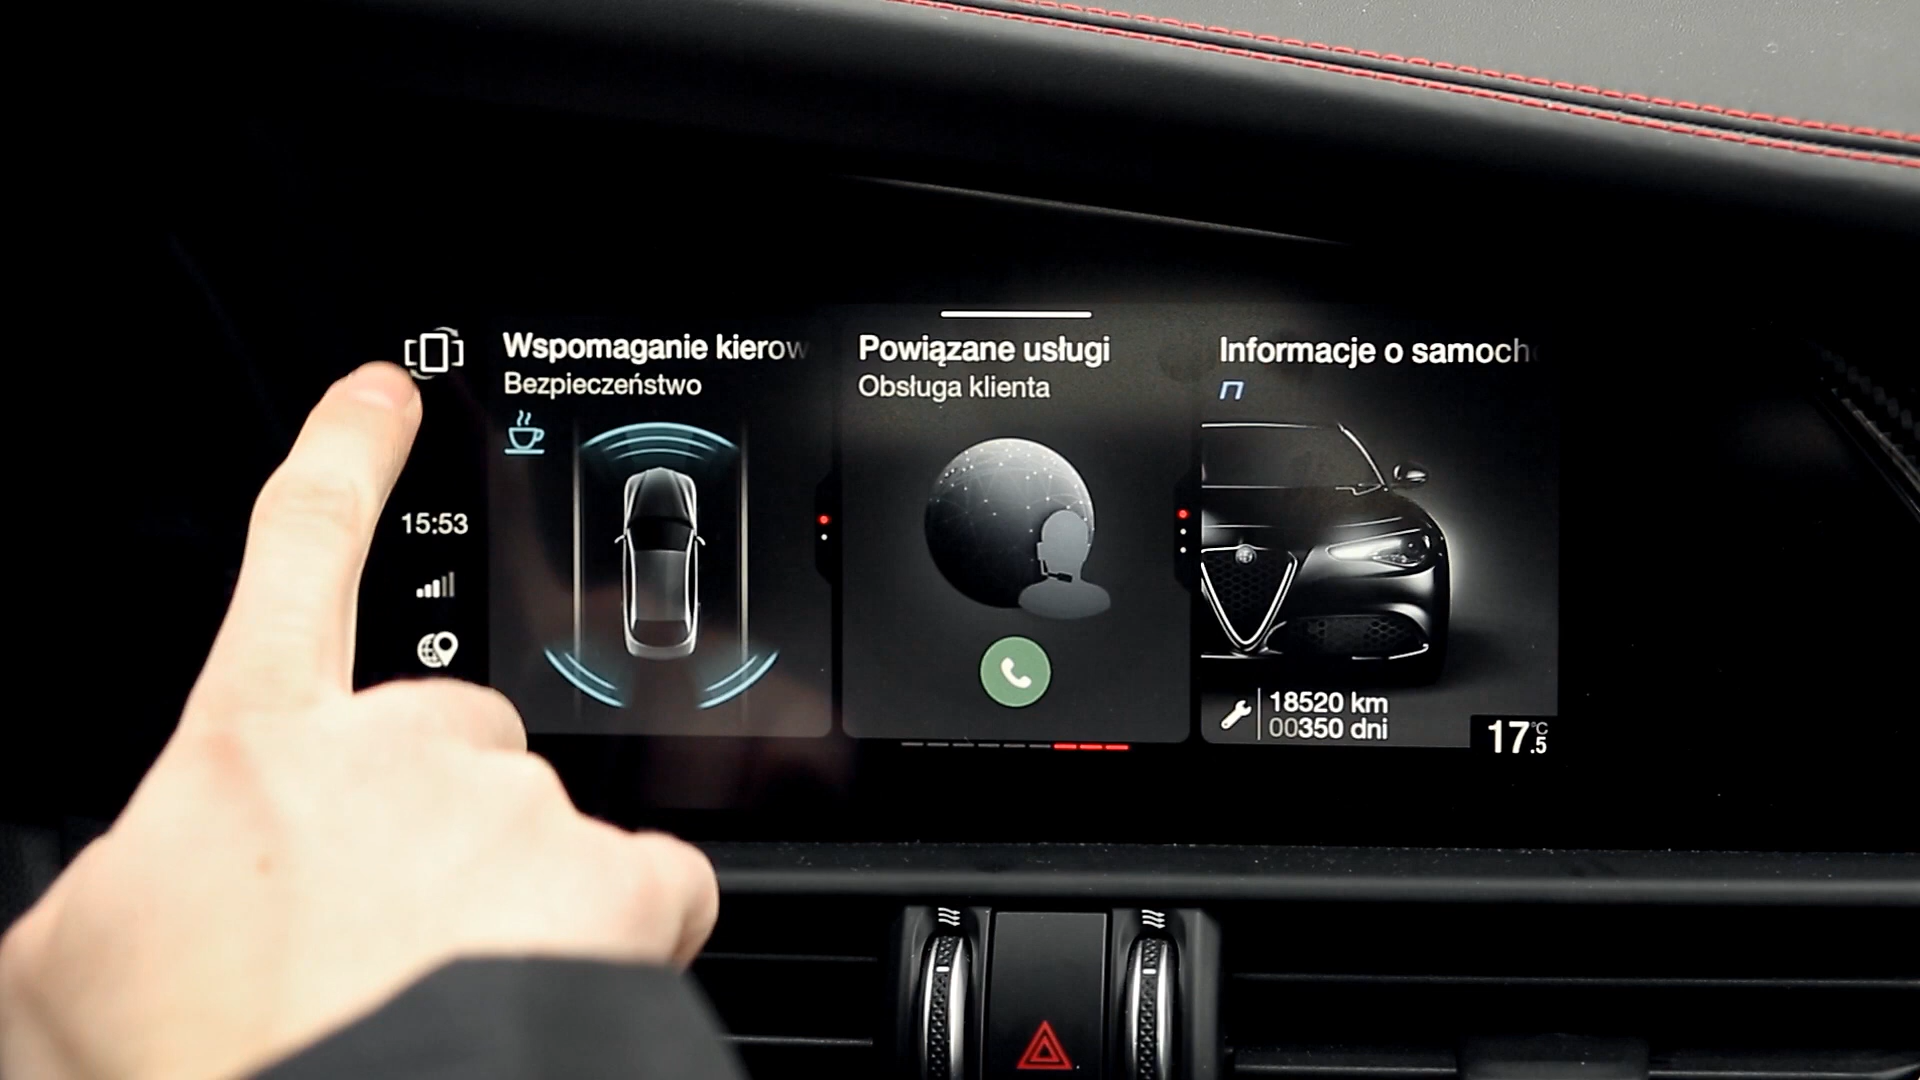 Wspomaganie kierow
Bezpieczeństwo
Powiązane usługi
Obsługa klienta
Informacje o samoch
15:53
18520 km
00350 dni
17.5 °C